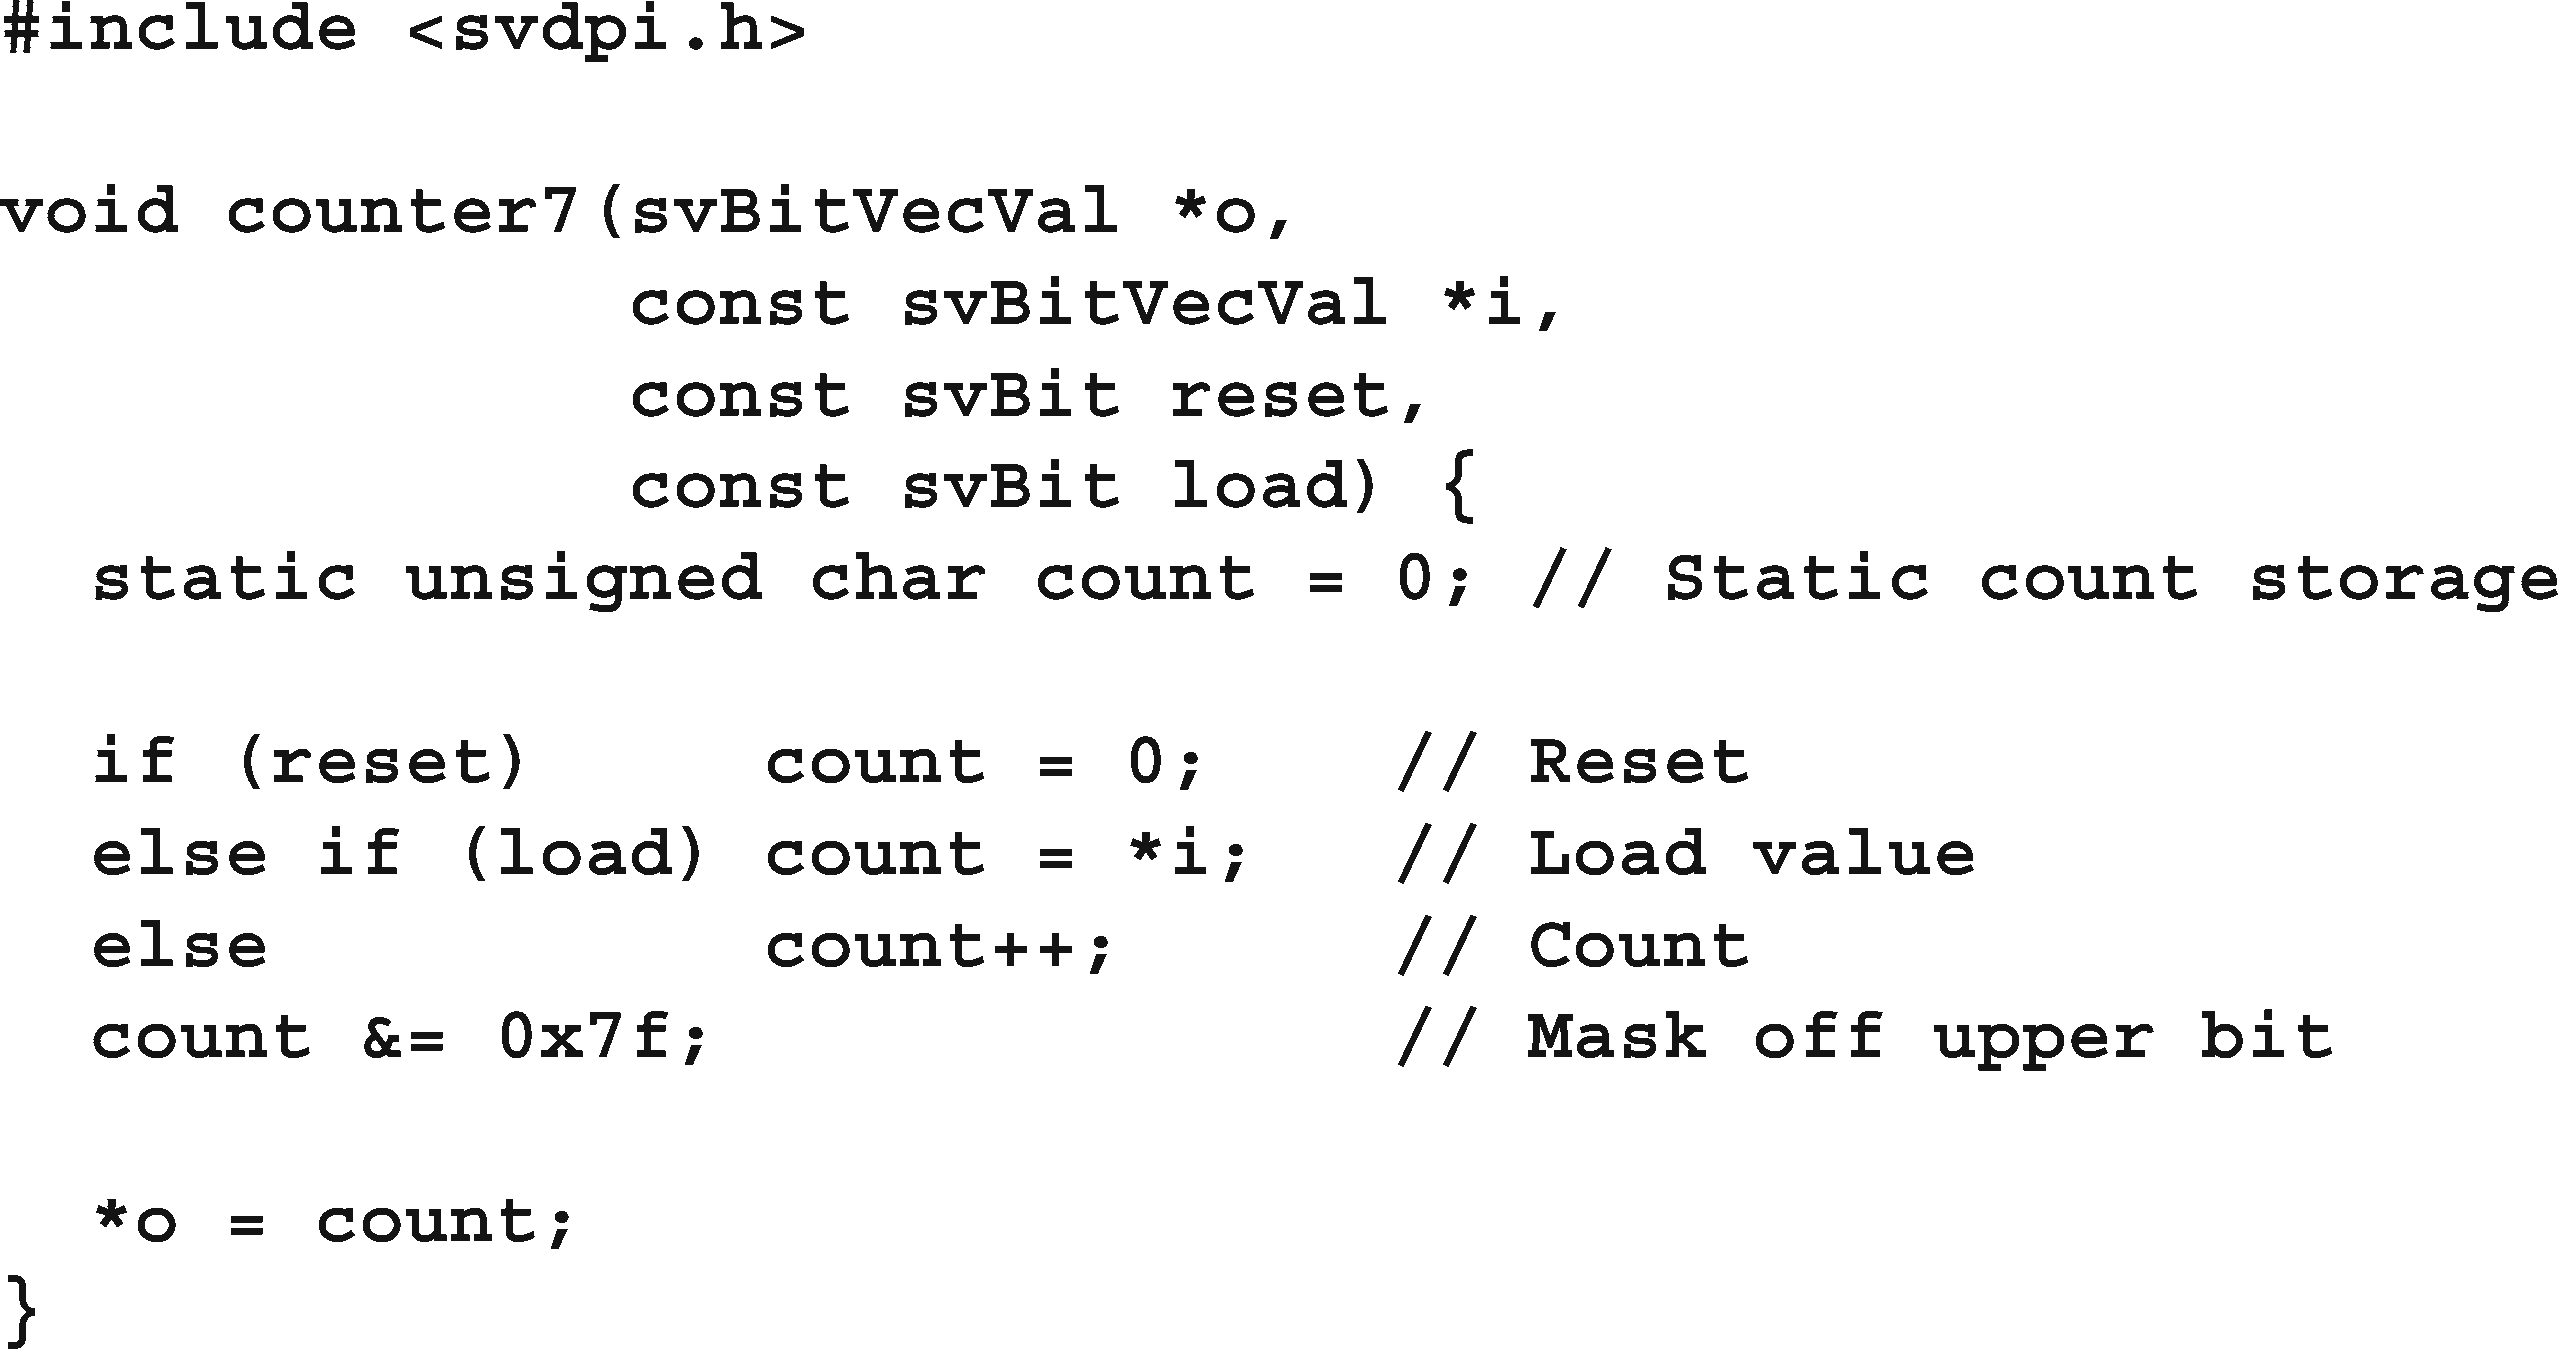 #include <svdpi.h>
void counter7(svBitVecVal *o,
const svBitVecVal *i,
const svBit reset,
const svBit load) {
static unsigned char count = 0; // Static count storage
if (reset) count = 0; // Reset
else if (load) count = *i; // Load value
else count++; // Count
count &= 0x7f; // Mask off upper bit
*o = count;
}